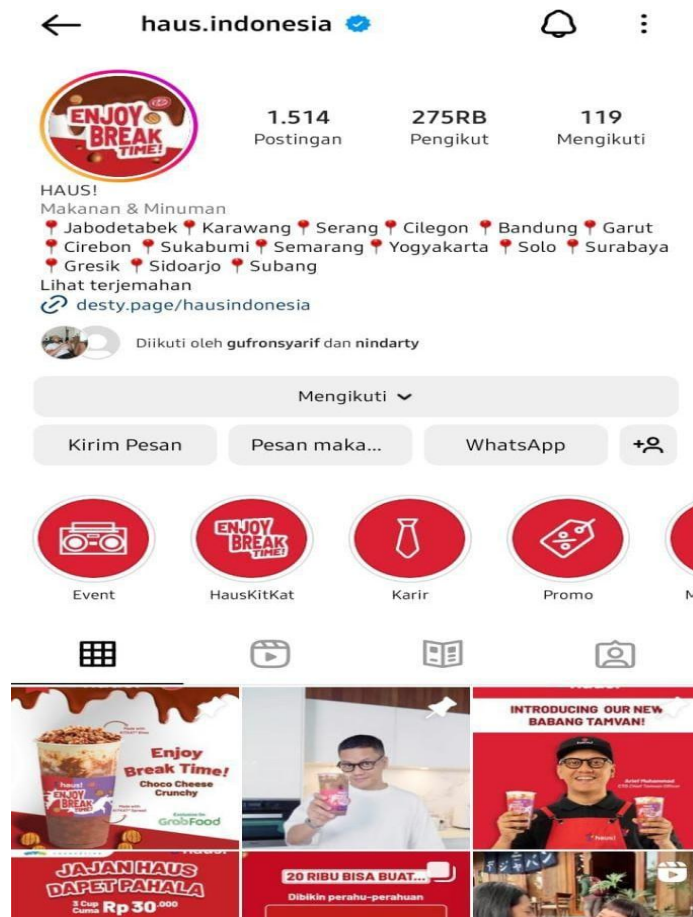 haus.indonesia
ENJOY
BREAK
TIME!
1.514
Postingan
275RB
Pengikut
119
Mengikuti
HAUS!
Makanan & Minuman
📍Jabodetabek📍Karawang📍Serang📍Cilegon 📍Bandung📍Garut
📍Cirebon 📍Sukabumi📍Semarang📍Yogyakarta 📍Solo 📍Surabaya
📍Gresik 📍Sidoarjo 📍Subang
Lihat terjemahan
desty.page/hausindonesia
Diikuti oleh gufronsyarif dan nindarty
Mengikuti
Kirim Pesan
Pesan maka...
WhatsApp
ENJOY
BREAK
TIME!
Event
HausKitKat
Karir
Promo
Enjoy
Break Time!
Choco Cheese
Crunchy
GrabFood
haus!
ENJOY
BREAK
TIME!
INTRODUCING OUR NEW
BABANG TAMVAN!
Arief Muhammad
haus!
JAJAN HAUS
DAPET PAHALA
3 Cup
Cuma Rp 30.000
20 RIBU BISA BUAT...
Dibikin perahu-perahuan